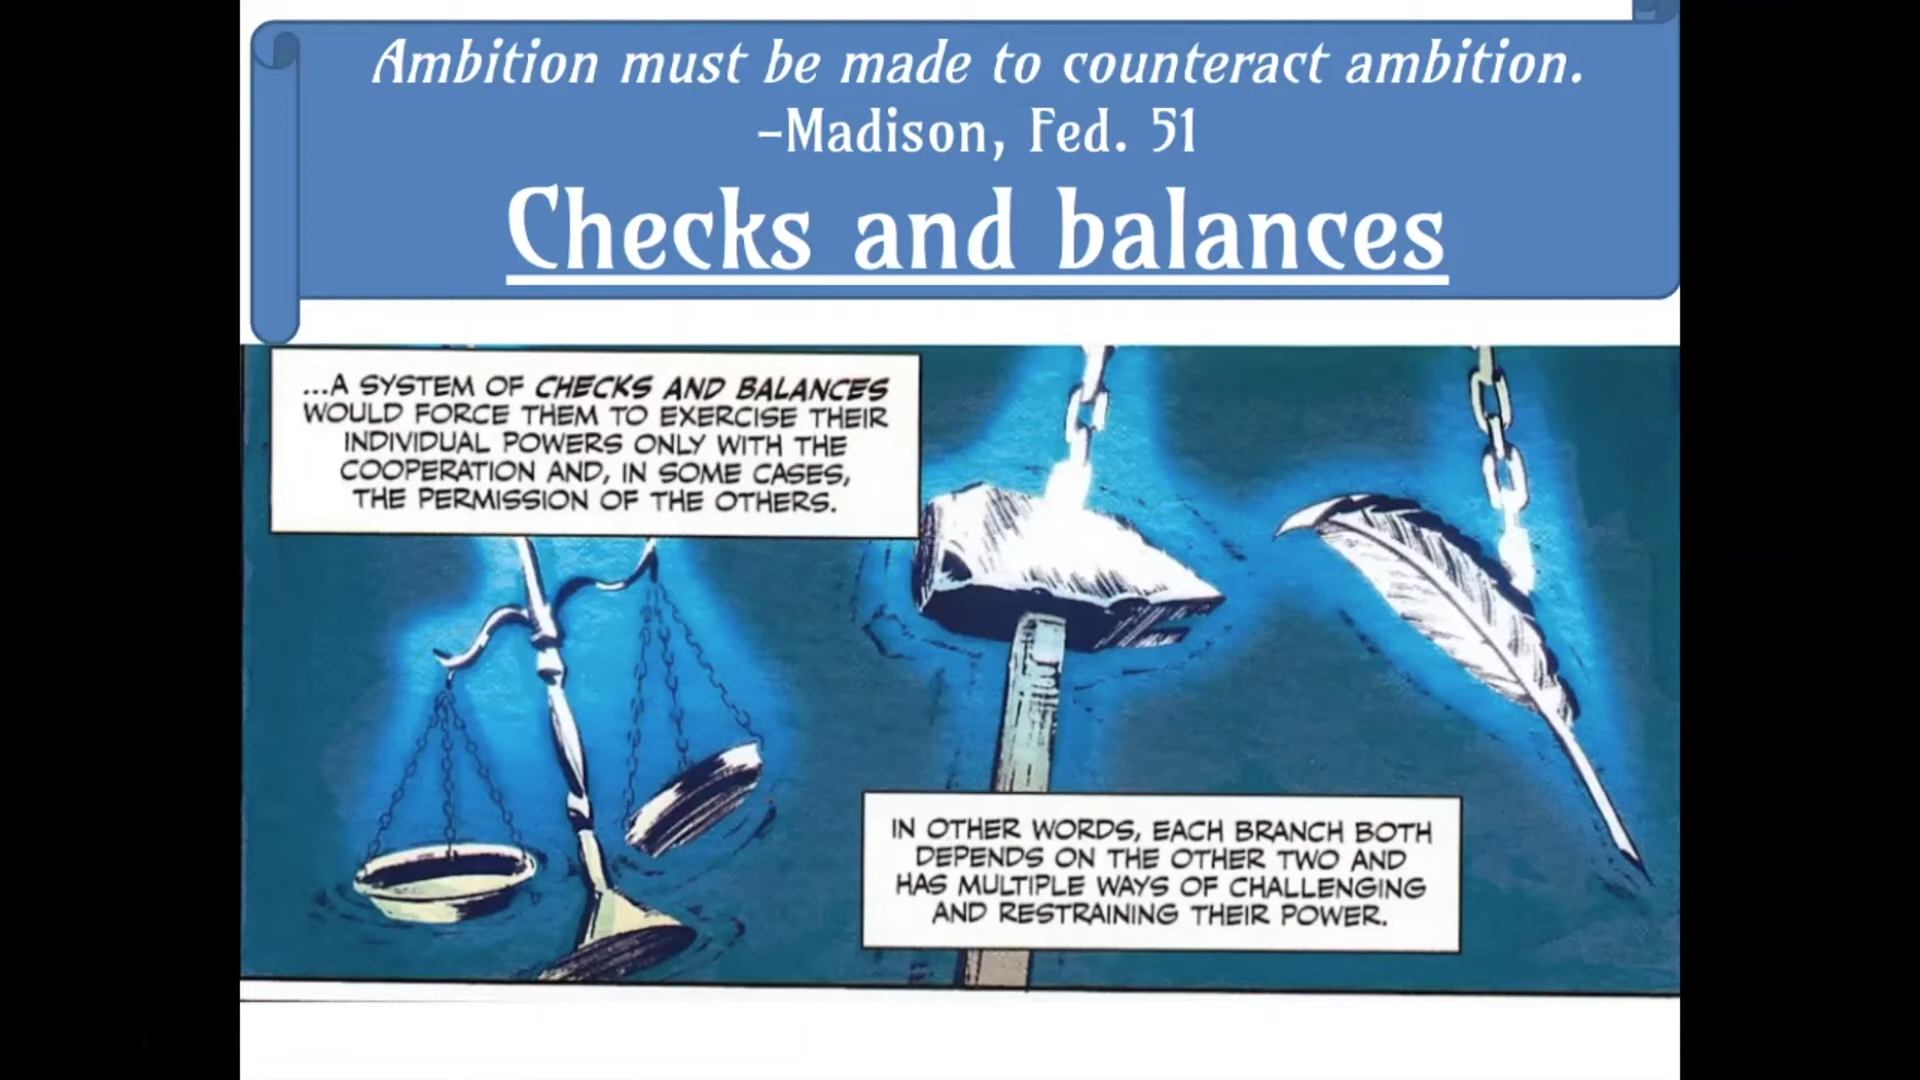 Ambition must be made to counteract ambition.
-Madison, Fed. 51
Checks and balances
...A SYSTEM OF CHECKS AND BALANCES
WOULD FORCE THEM TO EXERCISE THEIR
INDIVIDUAL POWERS ONLY WITH THE
COOPERATION AND, IN SOME CASES,
THE PERMISSION OF THE OTHERS.
IN OTHER WORDS, EACH BRANCH BOTH
DEPENDS ON THE OTHER TWO AND
HAS MULTIPLE WAYS OF CHALLENGING
AND RESTRAINING THEIR POWER.